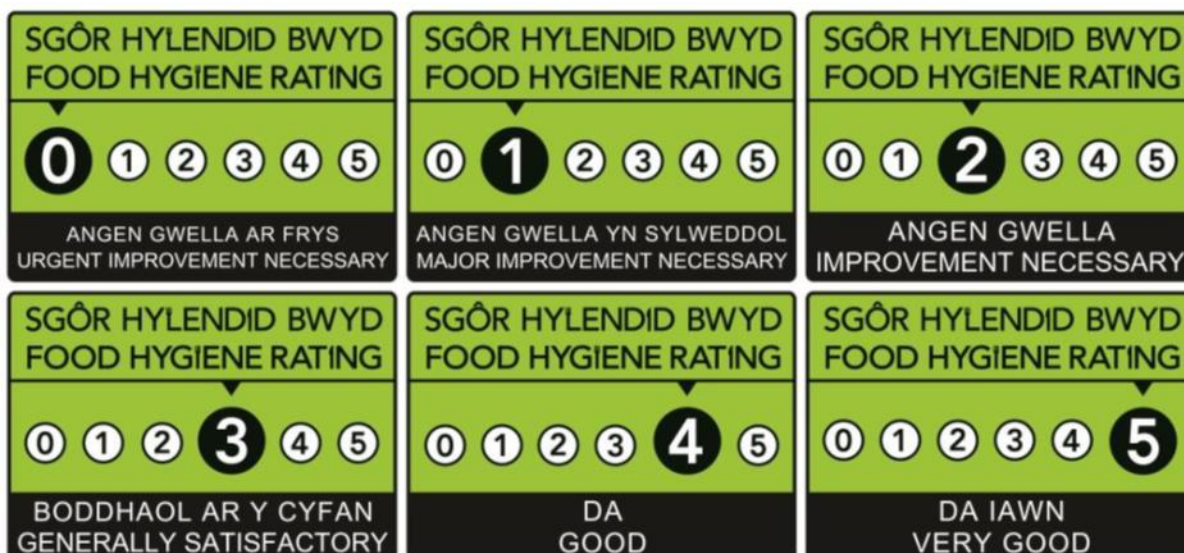 SGÔR HYLENDID BWYD
FOOD HYGIENE RATING
0 1 2 3 4 5
ANGEN GWELLA AR FRYS
URGENT IMPROVEMENT NECESSARY
SGÔR HYLENDID BWYD
FOOD HYGIENE RATING
0 1 2 3 4 5
ANGEN GWELLA YN SYLWEDDOL
MAJOR IMPROVEMENT NECESSARY
SGÔR HYLENDID BWYD
FOOD HYGIENE RATING
0 1 2 3 4 5
ANGEN GWELLA
IMPROVEMENT NECESSARY
SGÔR HYLENDID BWYD
FOOD HYGIENE RATING
0 1 2 3 4 5
BODDHAOL AR Y CYFAN
GENERALLY SATISFACTORY
SGÔR HYLENDID BWYD
FOOD HYGIENE RATING
0 1 2 3 4 5
DA
GOOD
SGÔR HYLENDID BWYD
FOOD HYGIENE RATING
0 1 2 3 4 5
DA IAWN
VERY GOOD